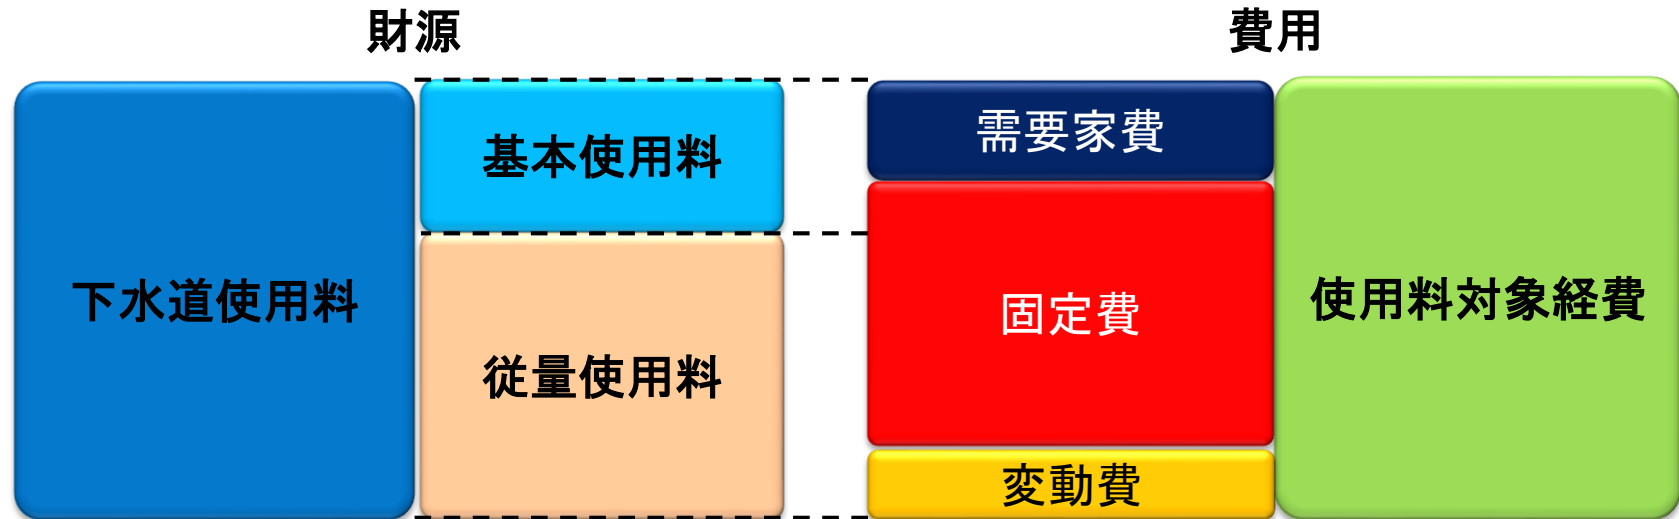 財源
費用
下水道使用料
基本使用料
従量使用料
需要家費
固定費
変動費
使用料対象経費